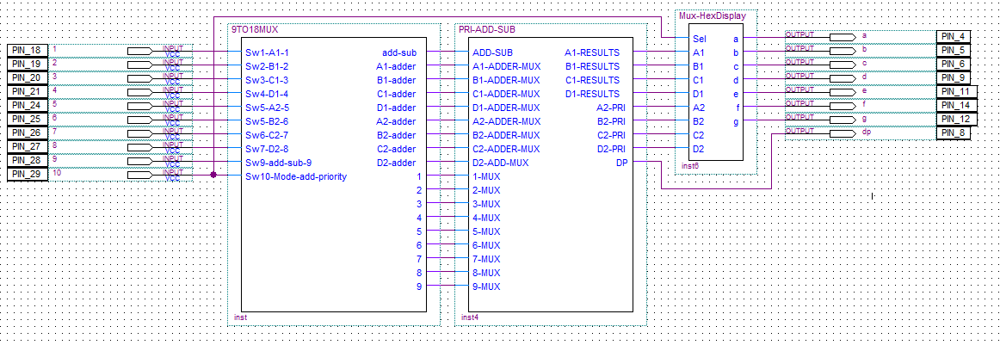 9TO18MUX
PRI-ADD-SUB
Mux-HexDisplay
PIN_18 1 INPUT VCC
PIN_19 2 INPUT VCC
PIN_20 3 INPUT VCC
PIN_21 4 INPUT VCC
PIN_24 5 INPUT VCC
PIN_25 6 INPUT VCC
PIN_26 7 INPUT VCC
PIN_27 8 INPUT VCC
PIN_28 9 INPUT VCC
PIN_29 10 INPUT VCC
Sw1-A1-1 add-sub
Sw2-B1-2 A1-adder
Sw3-C1-3 B1-adder
Sw4-D1-4 C1-adder
Sw5-A2-5 D1-adder
Sw5-B2-6 A2-adder
Sw6-C2-7 B2-adder
Sw7-D2-8 C2-adder
Sw9-add-sub-9 D2-adder
Sw10-Mode-add-priority 1
2
3
4
5
6
7
8
9
inst
ADD-SUB A1-RESULTS
A1-ADDER-MUX B1-RESULTS
B1-ADDER-MUX C1-RESULTS
C1-ADDER-MUX D1-RESULTS
D1-ADDER-MUX A2-PRI
A2-ADDER-MUX B2-PRI
B2-ADDER-MUX C2-PRI
C2-ADDER-MUX D2-PRI
D2-ADD-MUX DP
1-MUX
2-MUX
3-MUX
4-MUX
5-MUX
6-MUX
7-MUX
8-MUX
9-MUX
inst4
Sel a
A1 b
B1 c
C1 d
D1 e
A2 f
B2 g
C2
D2
inst6
OUTPUT a PIN_4
OUTPUT b PIN_5
OUTPUT c PIN_6
OUTPUT d PIN_9
OUTPUT e PIN_11
OUTPUT f PIN_14
OUTPUT g PIN_12
OUTPUT dp PIN_8